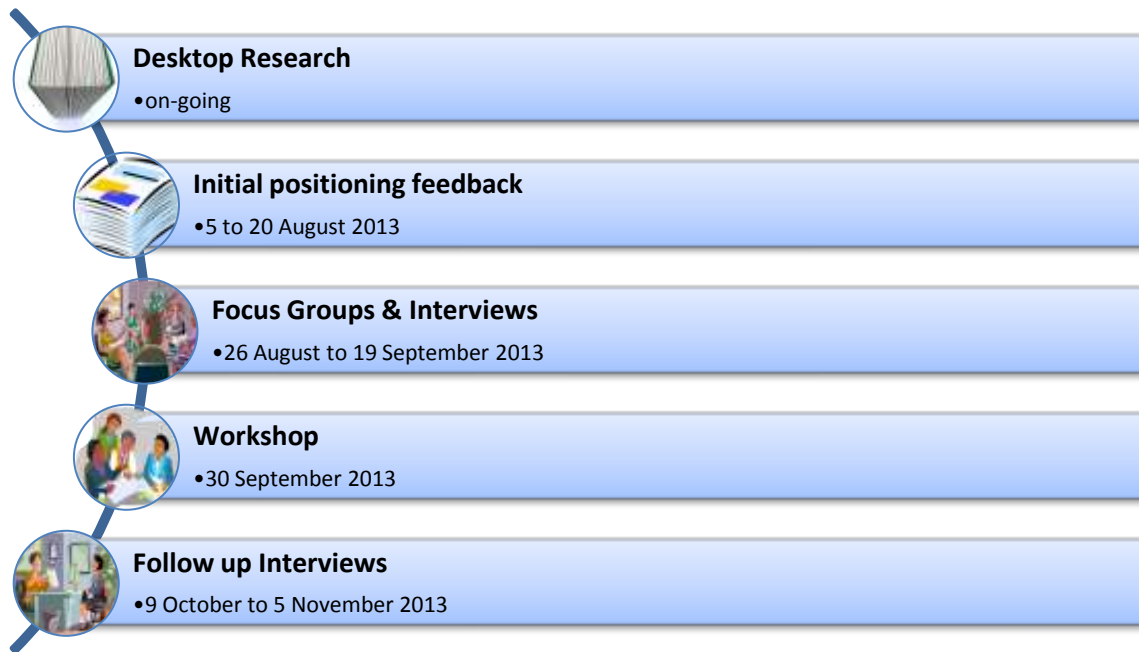 Desktop Research
•on-going
Initial positioning feedback
•5 to 20 August 2013
Focus Groups & Interviews
•26 August to 19 September 2013
Workshop
•30 September 2013
Follow up Interviews
•9 October to 5 November 2013